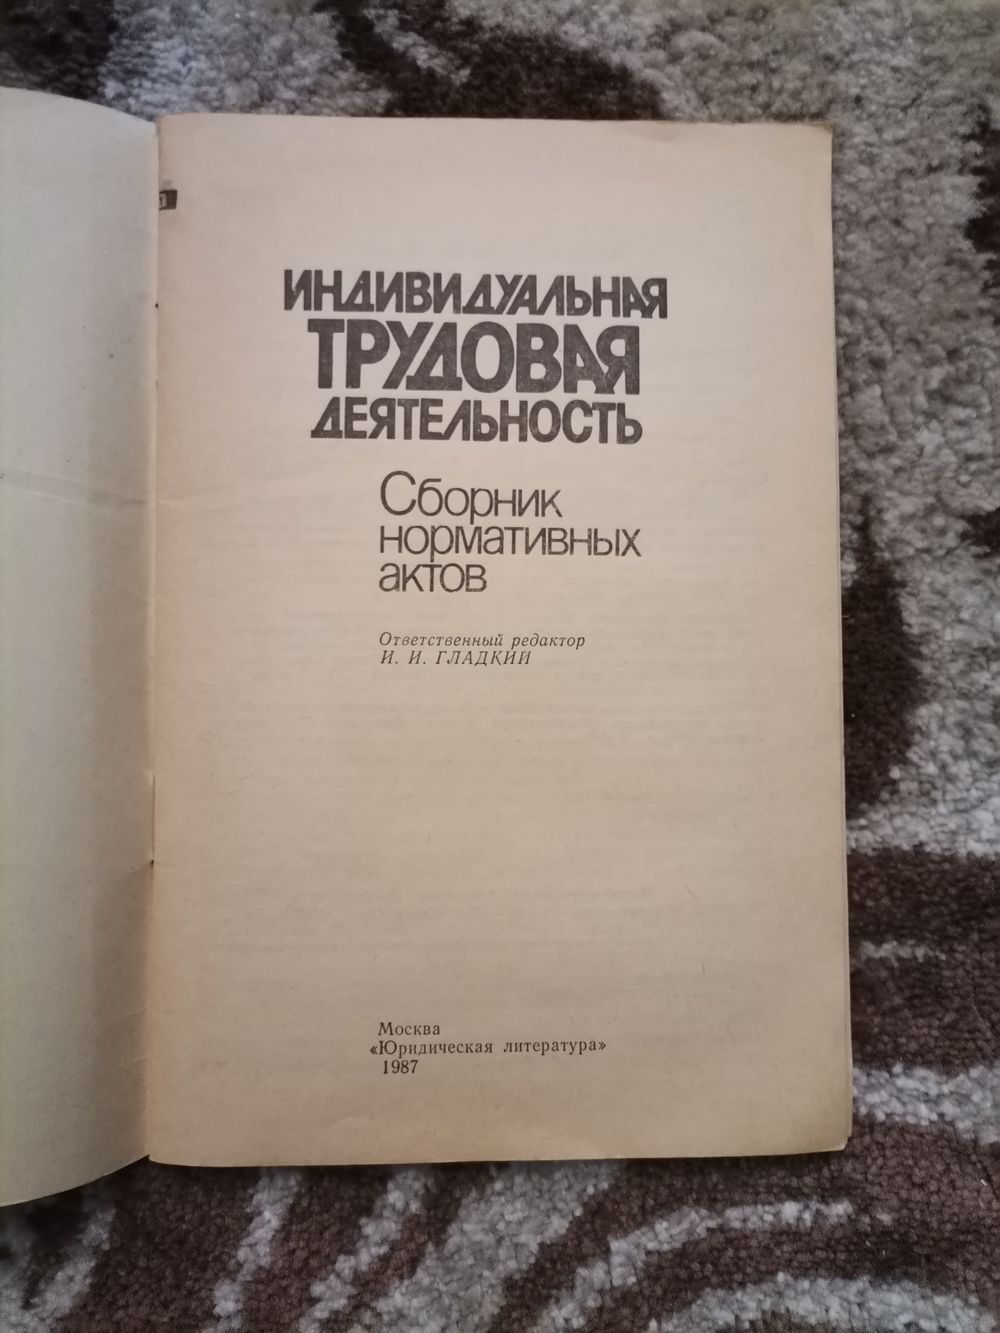 ИНДИВИДУАЛЬНАЯ
ТРУДОВАЯ
ДЕЯТЕЛЬНОСТЬ
Сборник
нормативных
актов
Ответственный редактор
И. И. ГЛАДКИЙ
Москва
«Юридическая литература»
1987